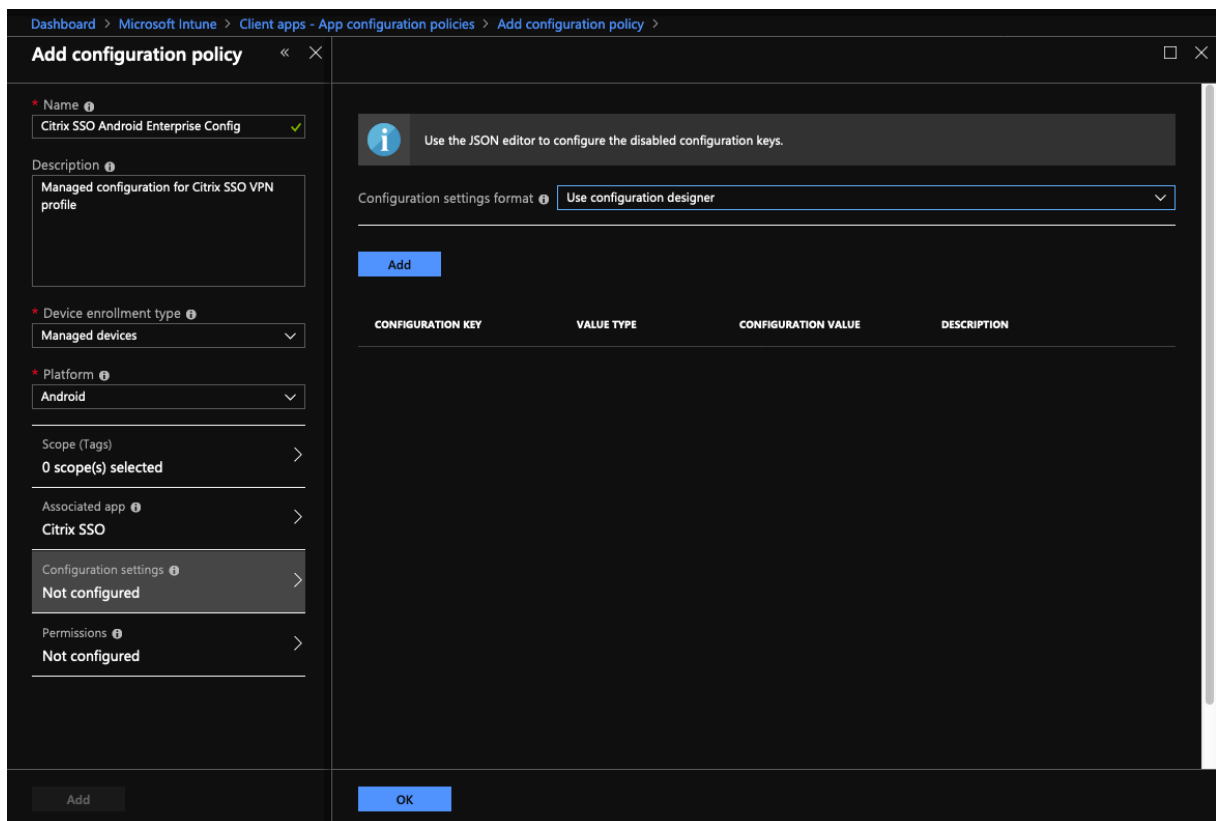 Dashboard > Microsoft Intune > Client apps - App configuration policies > Add configuration policy >
Add configuration policy
* Name
Citrix SSO Android Enterprise Config
Description
Managed configuration for Citrix SSO VPN
profile
* Device enrollment type
Managed devices
* Platform
Android
Scope (Tags)
0 scope(s) selected
Associated app
Citrix SSO
Configuration settings
Not configured
Permissions
Not configured
Add
Use the JSON editor to configure the disabled configuration keys.
Configuration settings format Use configuration designer
Add
CONFIGURATION KEY VALUE TYPE CONFIGURATION VALUE DESCRIPTION
OK